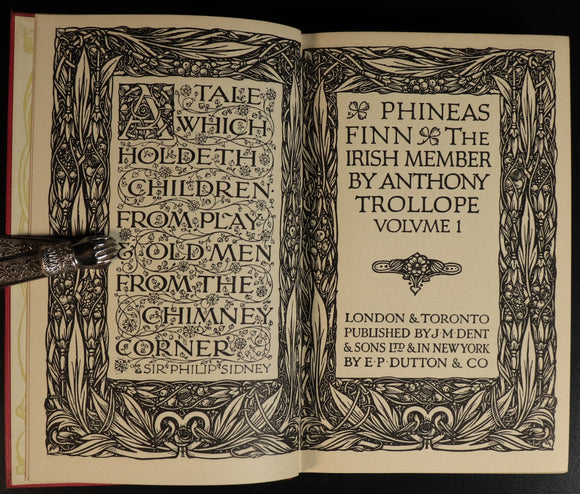 A TALE
WHICH
HOLDETH
CHILDREN
FROM PLAY
& OLD MEN
FROM THE
CHIMNEY
CORNER
SIR PHILIP SIDNEY
PHINEAS
FINN THE
IRISH MEMBER
BY ANTHONY
TROLLOPE
VOLVME 1
LONDON & TORONTO
PUBLISHED BY J·M·DENT
& SONS LTD & IN NEW YORK
BY E·P·DUTTON & CO